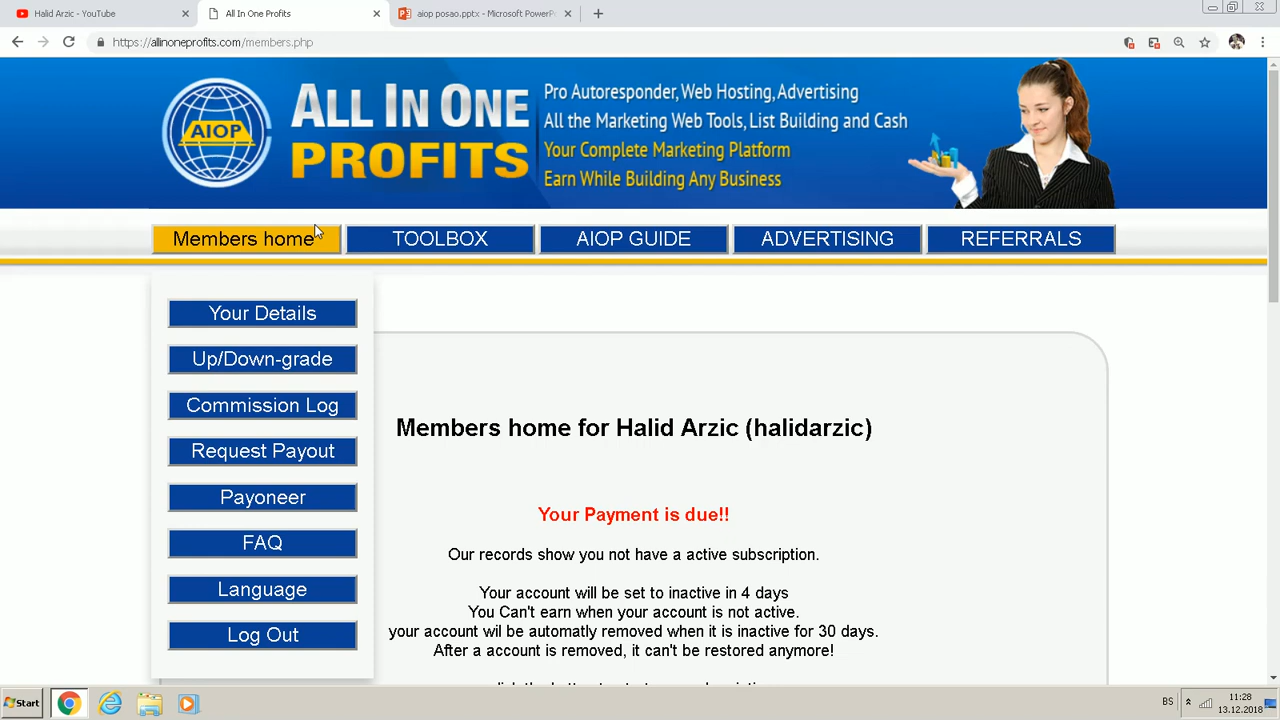 Halid Arzic - YouTube
All In One Profits
aiop posao.pptx - Microsoft PowerP
https://allinoneprofits.com/members.php
AIOP
ALL IN ONE
PROFITS
Pro Autoresponder, Web Hosting, Advertising
All the Marketing Web Tools, List Building and Cash
Your Complete Marketing Platform
Earn While Building Any Business
Members home
TOOLBOX
AIOP GUIDE
ADVERTISING
REFERRALS
Your Details
Up/Down-grade
Commission Log
Request Payout
Payoneer
FAQ
Language
Log Out
Members home for Halid Arzic (halidarzic)
Your Payment is due!!
Our records show you not have a active subscription.
Your account will be set to inactive in 4 days
You Can't earn when your account is not active.
your account wil be automatly removed when it is inactive for 30 days.
After a account is removed, it can't be restored anymore!
Start
BS
11:28
13.12.2018